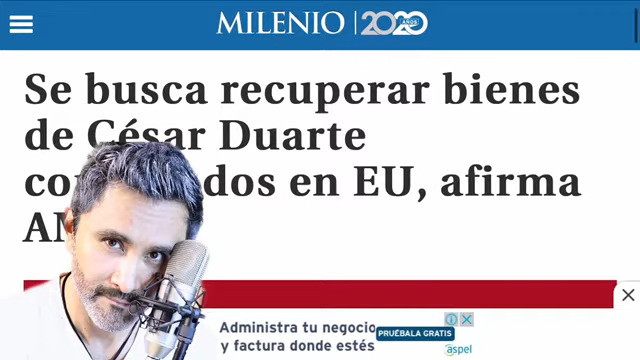 MILENIO 2020
AÑOS
Se busca recuperar bienes
de César Duarte
dos en EU, afirma
Administra tu negocio
y factura donde estés
PRUÉBALA GRATIS
aspel